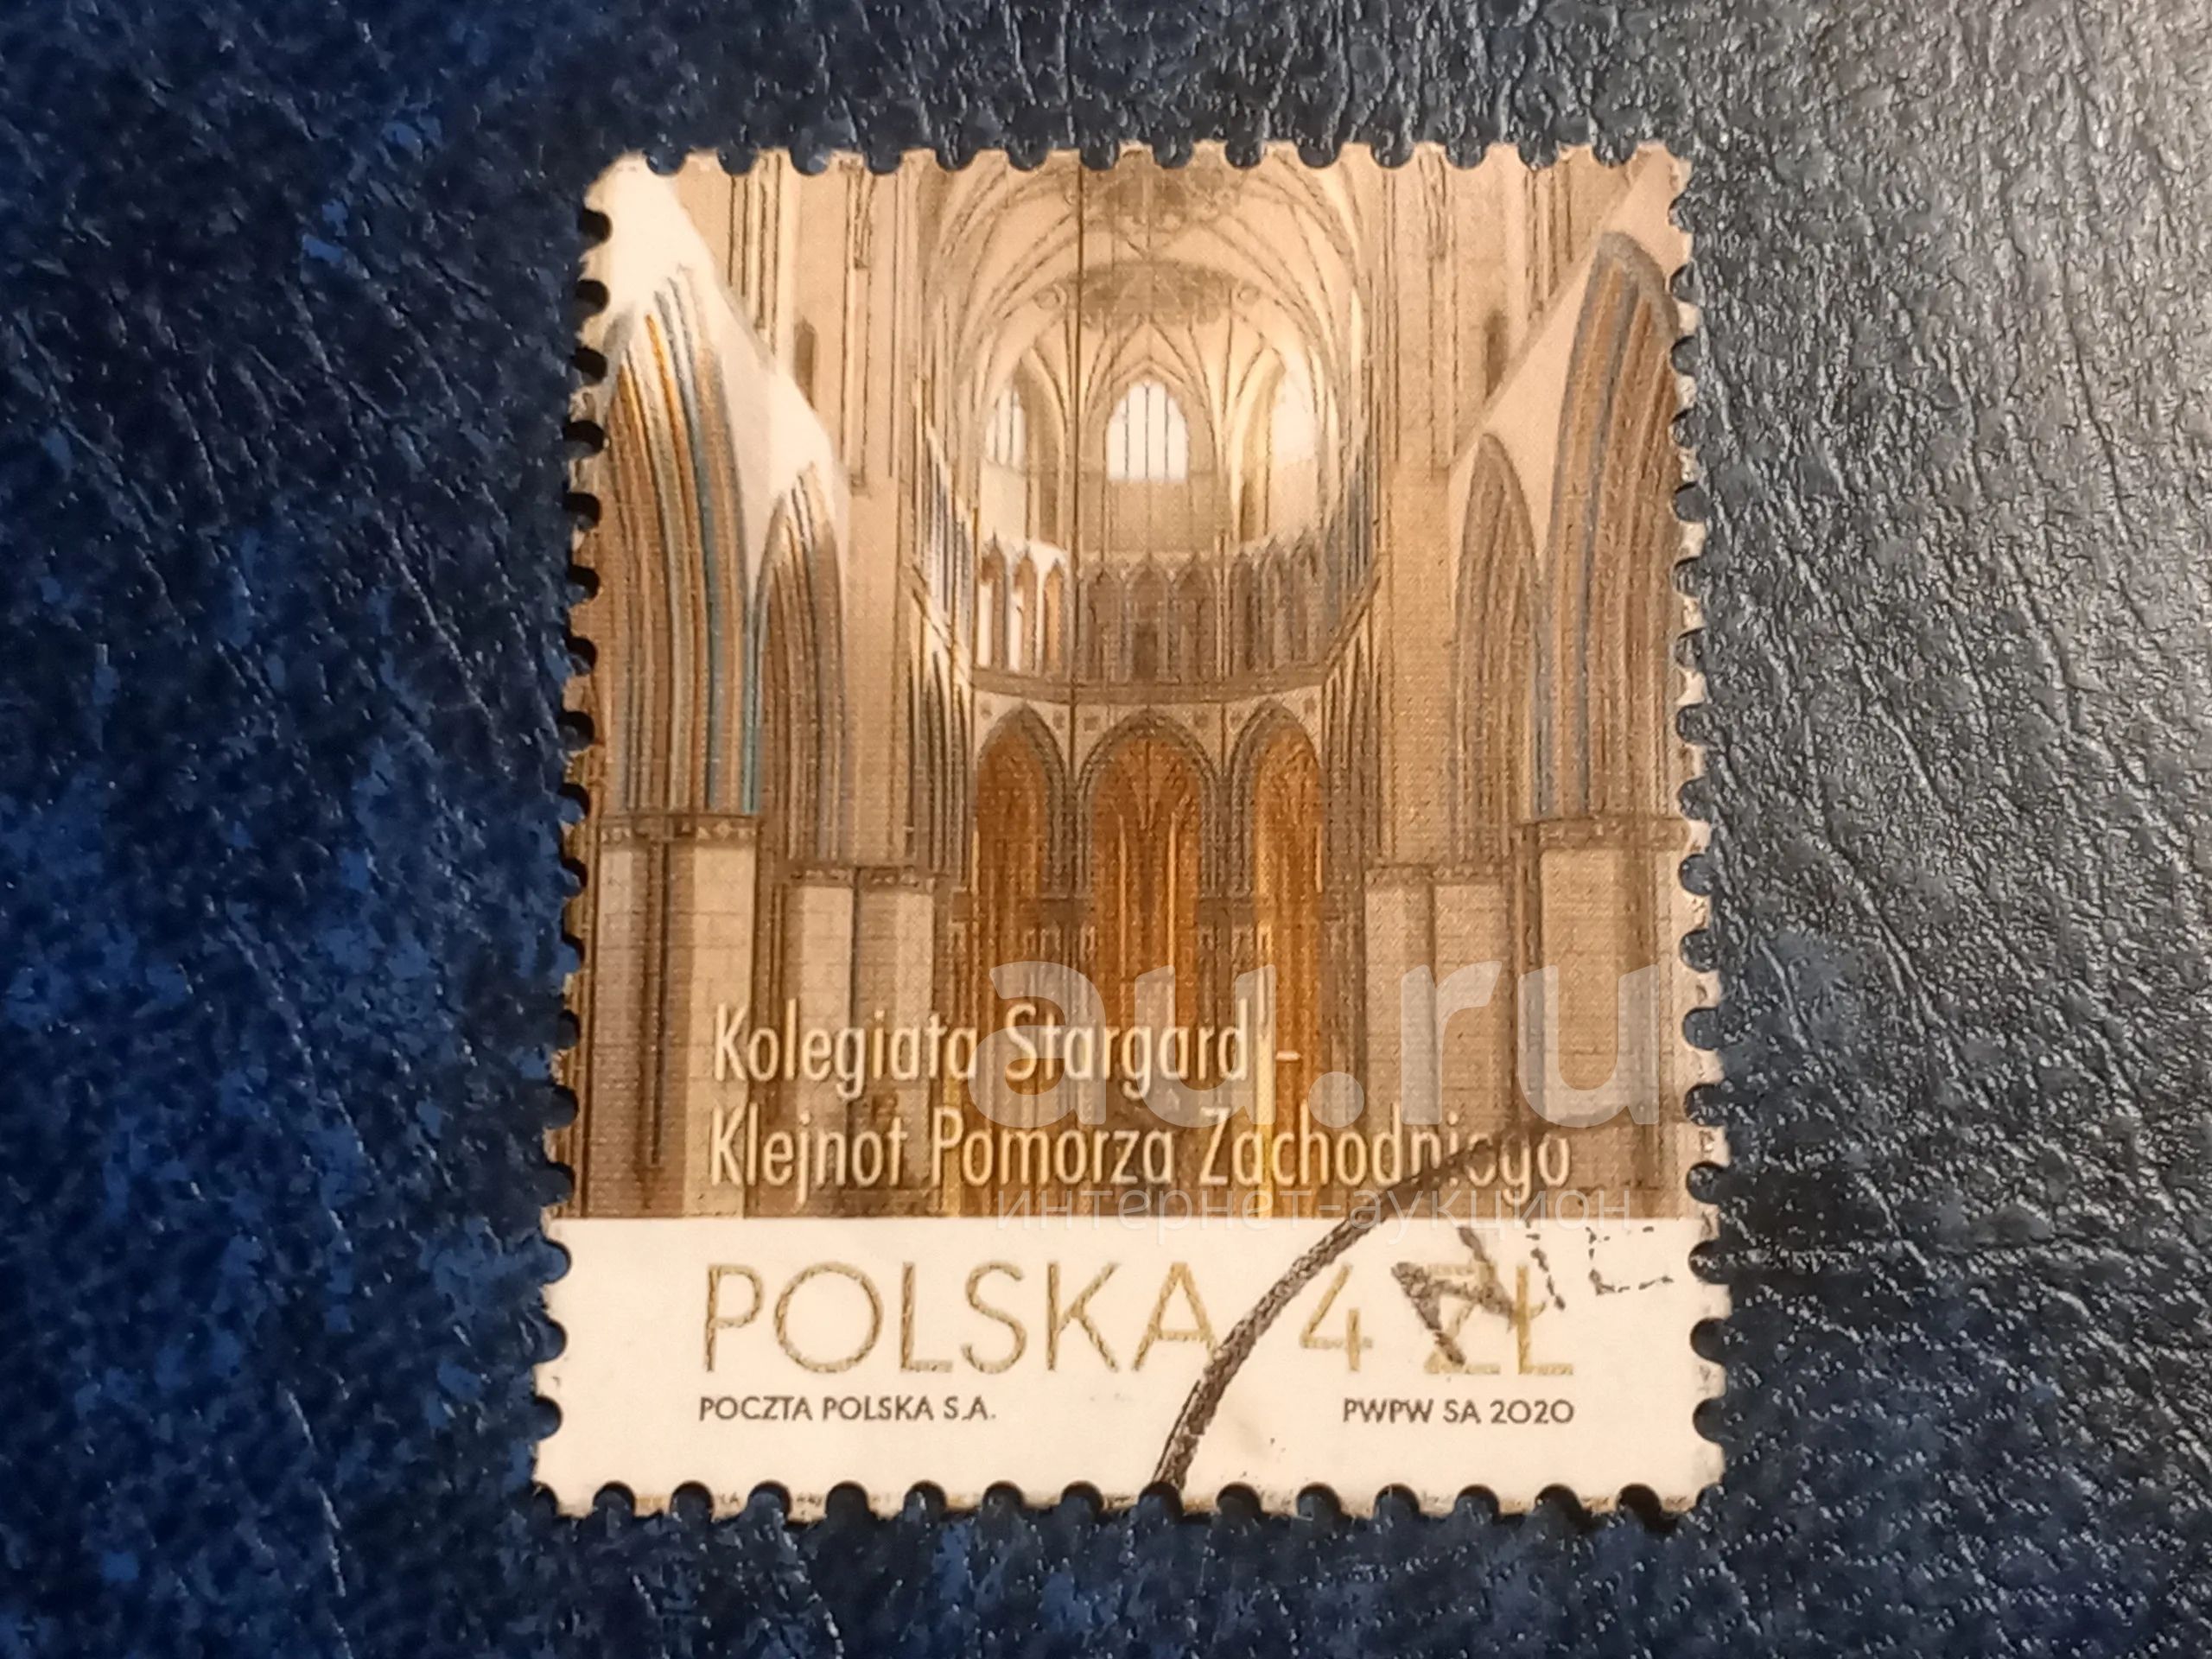 Kolegiata Stargard -
Klejnot Pomorza Zachodniego
au.ru
интернет-аукцион
POLSKA 4 ZŁ
POCZTA POLSKA S.A.
PWPW SA 2020